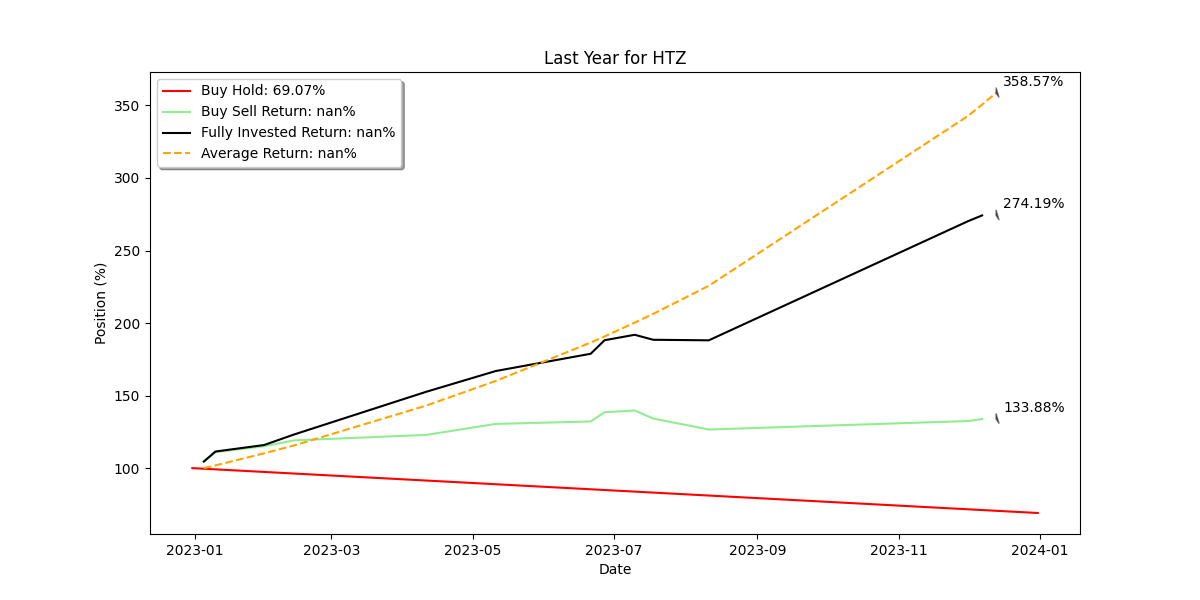 Last Year for HTZ
Buy Hold: 69.07%
Buy Sell Return: nan%
Fully Invested Return: nan%
Average Return: nan%
358.57%
274.19%
133.88%
Position (%)
350
300
250
200
150
100
2023-01 2023-03 2023-05 2023-07 2023-09 2023-11 2024-01
Date